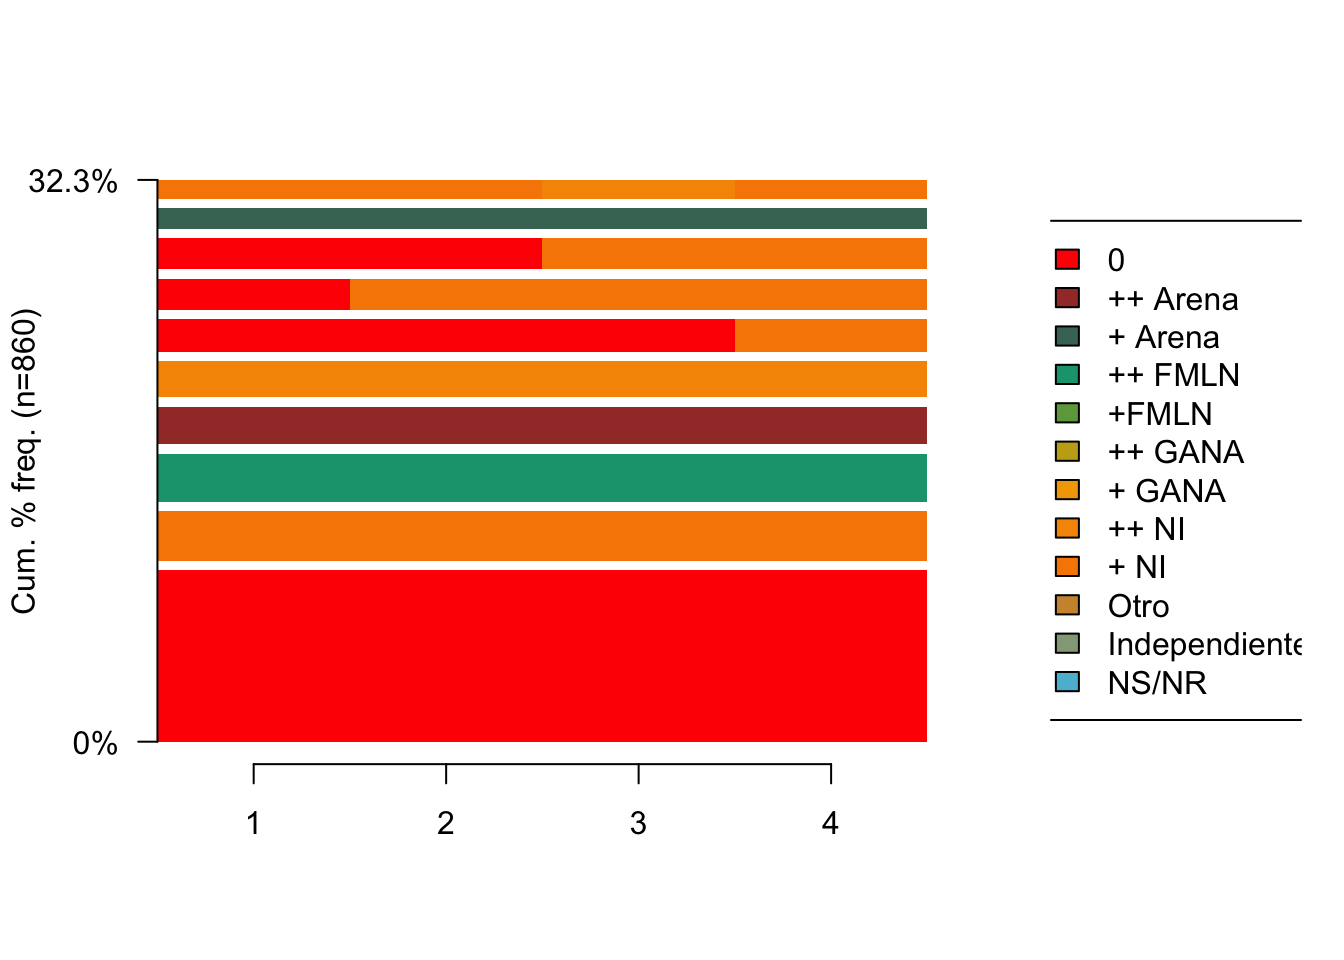 32.3%
0%
Cum. % freq. (n=860)
1 2 3 4
0
++ Arena
+ Arena
++ FMLN
+FMLN
++ GANA
+ GANA
++ NI
+ NI
Otro
Independiente
NS/NR